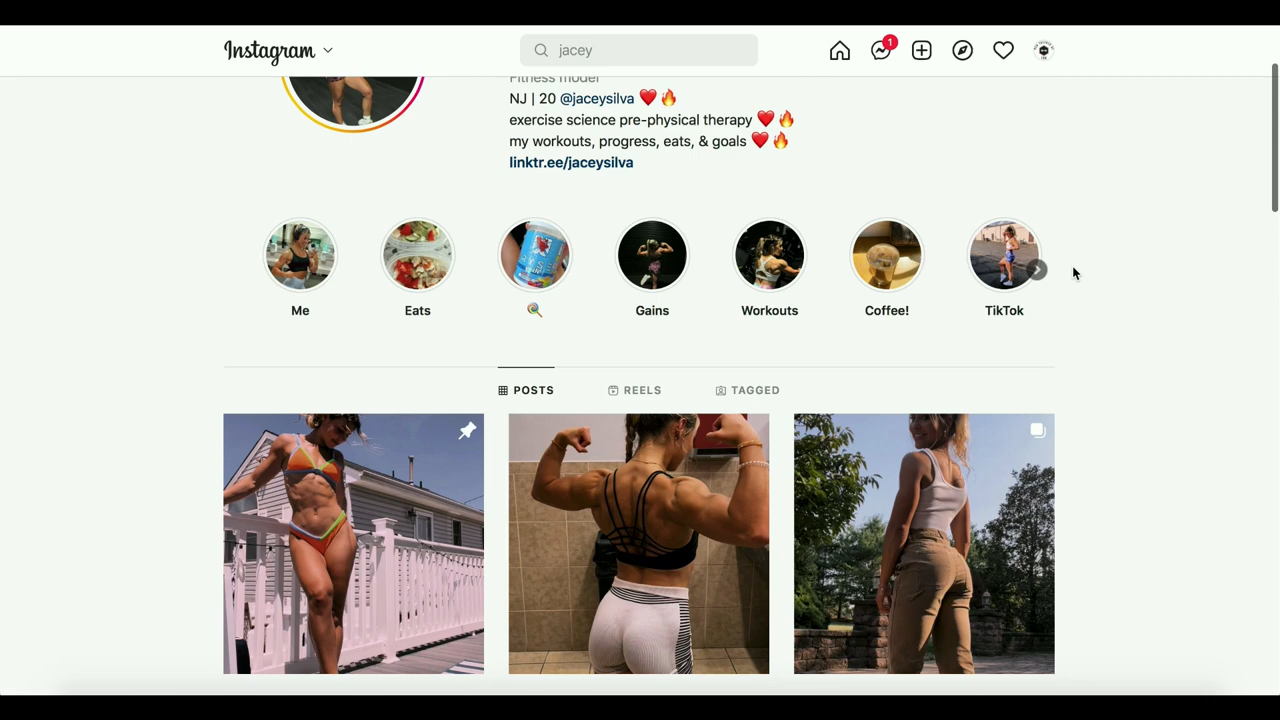 Instagram
jacey
1
Fitness model
NJ | 20 @jaceysilva ❤️🔥
exercise science pre-physical therapy ❤️🔥
my workouts, progress, eats, & goals ❤️🔥
linktr.ee/jaceysilva
Me
Eats
🍭
Gains
Workouts
Coffee!
TikTok
POSTS
REELS
TAGGED